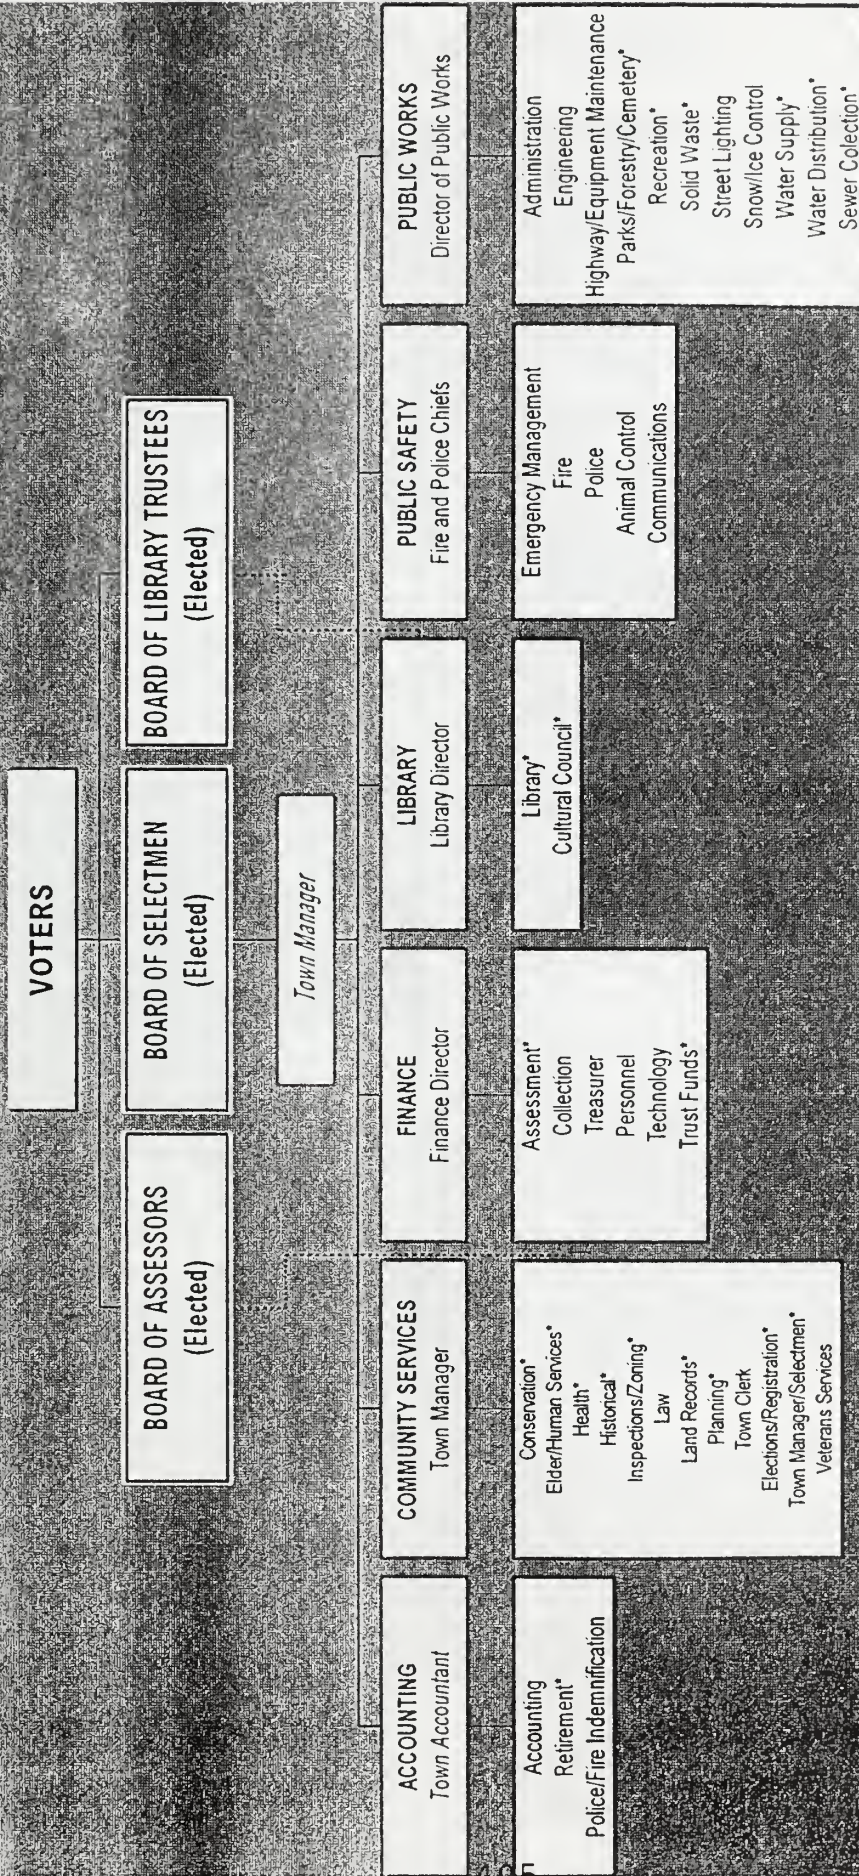 VOTERS
BOARD OF ASSESSORS
(Elected)
BOARD OF SELECTMEN
(Elected)
BOARD OF LIBRARY TRUSTEES
(Elected)
Town Manager
ACCOUNTING
Town Accountant
COMMUNITY SERVICES
Town Manager
FINANCE
Finance Director
LIBRARY
Library Director
PUBLIC SAFETY
Fire and Police Chiefs
PUBLIC WORKS
Director of Public Works
Accounting
Retirement*
Police/Fire Indemnification
Conservation*
Elder/Human Services*
Health*
Historical*
Inspections/Zoning*
Law
Land Records*
Planning*
Town Clerk
Elections/Registration*
Town Manager/Selectmen*
Veterans Services
Assessment*
Collection
Treasurer
Personnel
Technology
Trust Funds*
Library*
Cultural Council*
Emergency Management
Fire
Police
Animal Control
Communications
Administration
Engineering
Highway/Equipment Maintenance
Parks/Forestry/Cemetery*
Recreation*
Solid Waste*
Street Lighting
Snow/Ice Control
Water Supply*
Water Distribution*
Sewer Colection*